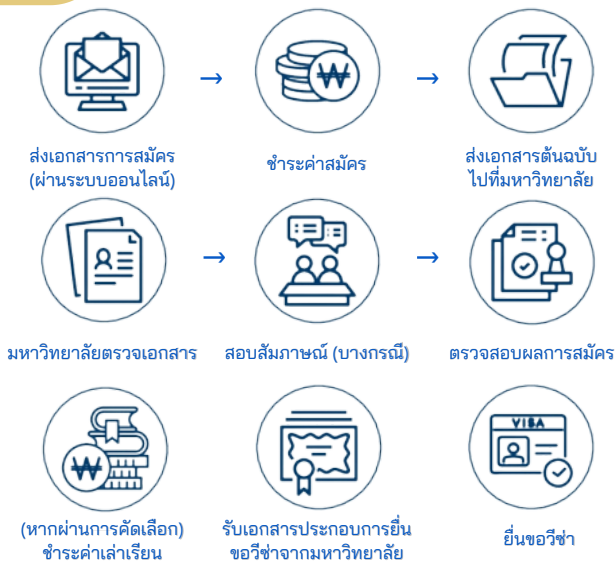 →
→
ส่งเอกสารการสมัคร
(ผ่านระบบออนไลน์)
ชำระค่าสมัคร
ส่งเอกสารต้นฉบับ
ไปที่มหาวิทยาลัย
→
→
มหาวิทยาลัยตรวจเอกสาร
สอบสัมภาษณ์ (บางกรณี)
ตรวจสอบผลการสมัคร
VISA
(หากผ่านการคัดเลือก)
ชำระค่าเล่าเรียน
รับเอกสารประกอบการยื่น
ขอวีซ่าจากมหาวิทยาลัย
ยื่นขอวีซ่า